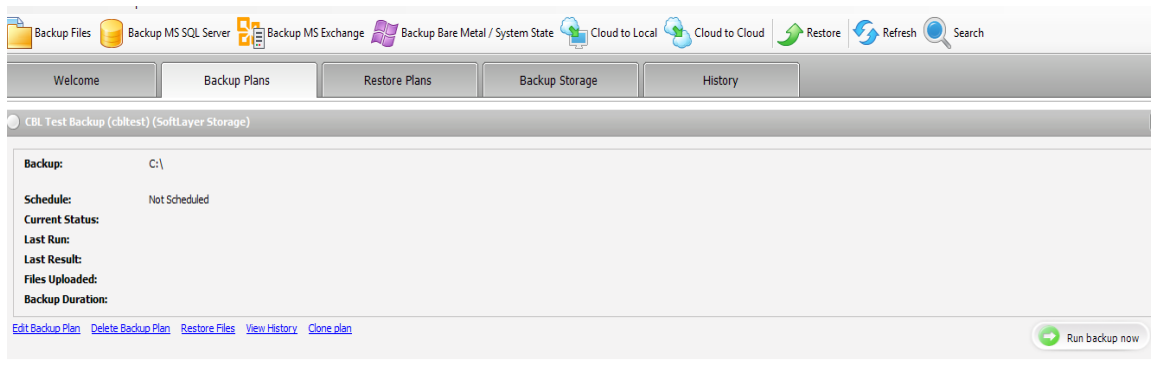 Backup Files Backup MS SQL Server Backup MS Exchange Backup Bare Metal / System State Cloud to Local Cloud to Cloud Restore Refresh Search
Welcome Backup Plans Restore Plans Backup Storage History
CBL Test Backup (cbltest) (SoftLayer Storage)
Backup: C:\
Schedule: Not Scheduled
Current Status:
Last Run:
Last Result:
Files Uploaded:
Backup Duration:
Edit Backup Plan Delete Backup Plan Restore Files View History Clone plan
Run backup now